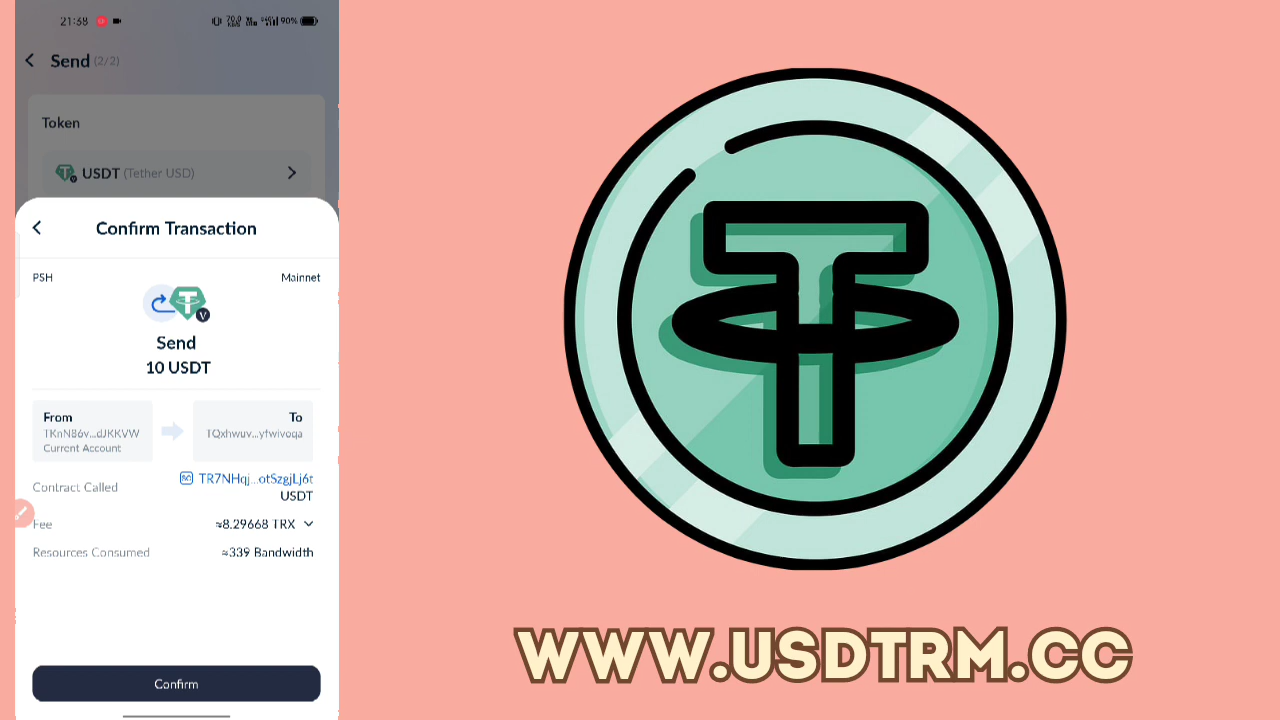 21:38
90%
Send (2/2)
Token
USDT (Tether USD)
Confirm Transaction
PSH
Mainnet
V
Send
10 USDT
From
To
TKnN86v...dJKKVW
TQxhwuv...yfwivoqa
Current Account
Contract Called
TR7NHqj...otSzgjLj6t
USDT
Fee
≈8.29668 TRX
Resources Consumed
≈339 Bandwidth
Confirm
WWW.USDTRM.CC